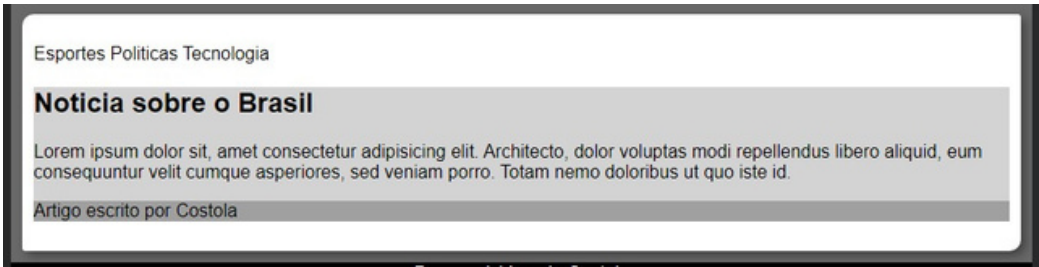 Esportes Politicas Tecnologia
Noticia sobre o Brasil
Lorem ipsum dolor sit, amet consectetur adipisicing elit. Architecto, dolor voluptas modi repellendus libero aliquid, eum
consequuntur velit cumque asperiores, sed veniam porro. Totam nemo doloribus ut quo iste id.
Artigo escrito por Costola